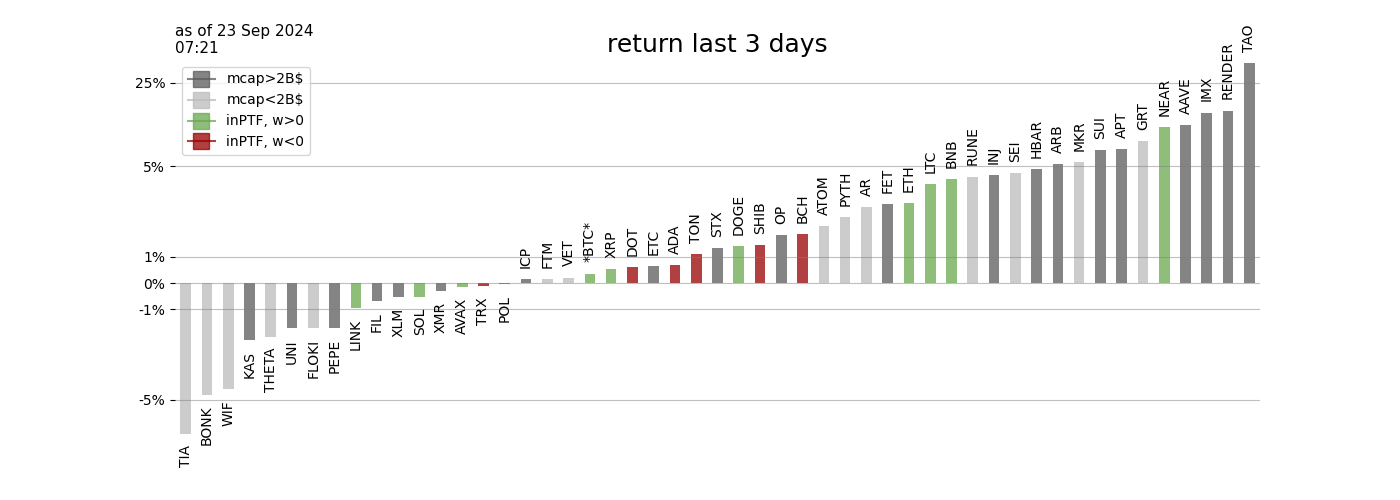 as of 23 Sep 2024
07:21
return last 3 days
mcap>2B$
mcap<2B$
inPTF, w>0
inPTF, w<0
25%
5%
1%
0%
-1%
-5%
TIA
BONK
WIF
KAS
THETA
UNI
FLOKI
PEPE
LINK
FIL
XLM
SOL
XMR
AVAX
TRX
POL
ICP
FTM
VET
*BTC*
XRP
DOT
ETC
ADA
TON
STX
DOGE
SHIB
OP
BCH
ATOM
PYTH
AR
FET
ETH
LTC
BNB
RUNE
INJ
SEI
HBAR
ARB
MKR
SUI
APT
GRT
NEAR
AAVE
IMX
RENDER
TAO